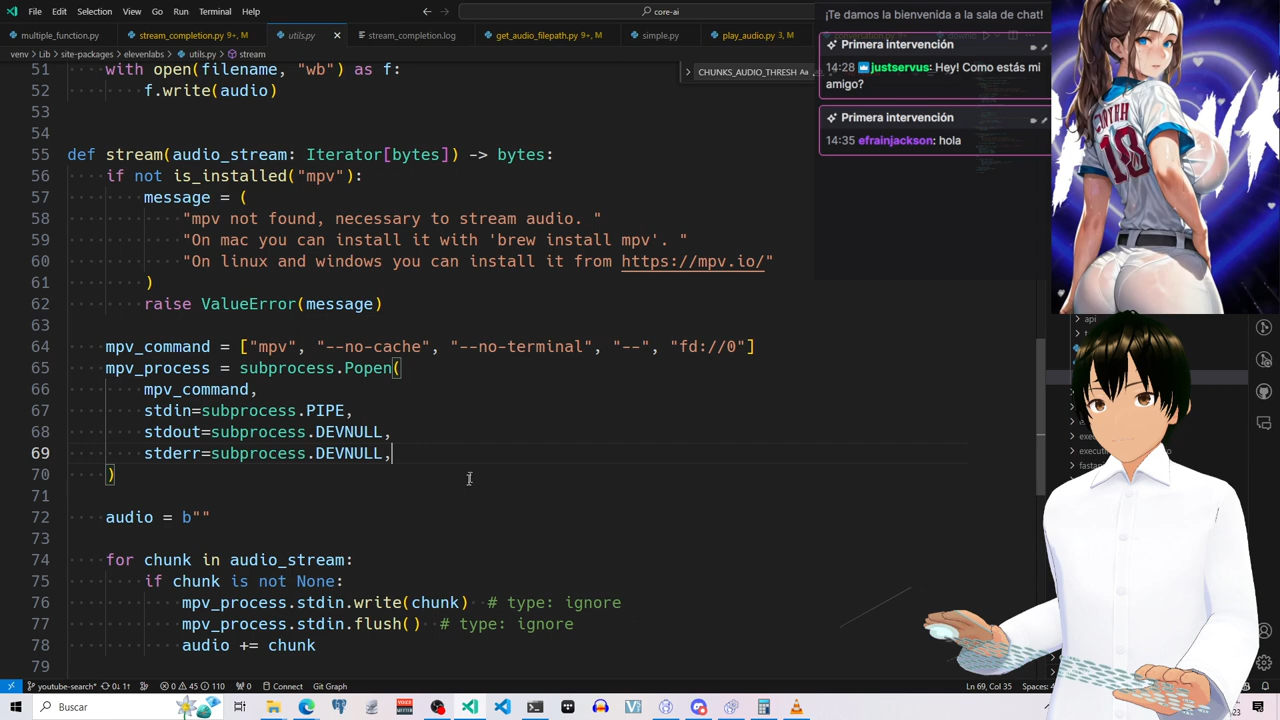 File Edit Selection View Go Run Terminal Help
core-ai
multiple_function.py
stream_completion.py 9+, M
utils.py
stream_completion.log
get_audio_filepath.py 9+, M
simple.py
play_audio.py 3, M
venv > Lib > site-packages > elevenlabs > utils.py > stream
CHUNKS_AUDIO_THRESH Aa
51 with open(filename, "wb") as f:
52 f.write(audio)
53
54
55 def stream(audio_stream: Iterator[bytes]) -> bytes:
56 if not is_installed("mpv"):
57 message = (
58 "mpv not found, necessary to stream audio. "
59 "On mac you can install it with 'brew install mpv'. "
60 "On linux and windows you can install it from https://mpv.io/"
61 )
62 raise ValueError(message)
63
64 mpv_command = ["mpv", "--no-cache", "--no-terminal", "--", "fd://0"]
65 mpv_process = subprocess.Popen(
66 mpv_command,
67 stdin=subprocess.PIPE,
68 stdout=subprocess.DEVNULL,
69 stderr=subprocess.DEVNULL,
70 )
71
72 audio = b""
73
74 for chunk in audio_stream:
75 if chunk is not None:
76 mpv_process.stdin.write(chunk) # type: ignore
77 mpv_process.stdin.flush() # type: ignore
78 audio += chunk
79
¡Te damos la bienvenida a la sala de chat!
Primera intervención
14:28 justservus: Hey! Como estás mi
amigo?
Primera intervención
14:35 efrainjackson: hola
10
api
youtube-search* 0↓ 1↑ 0 45 110 0 Connect Git Graph
Ln 69, Col 35
Buscar